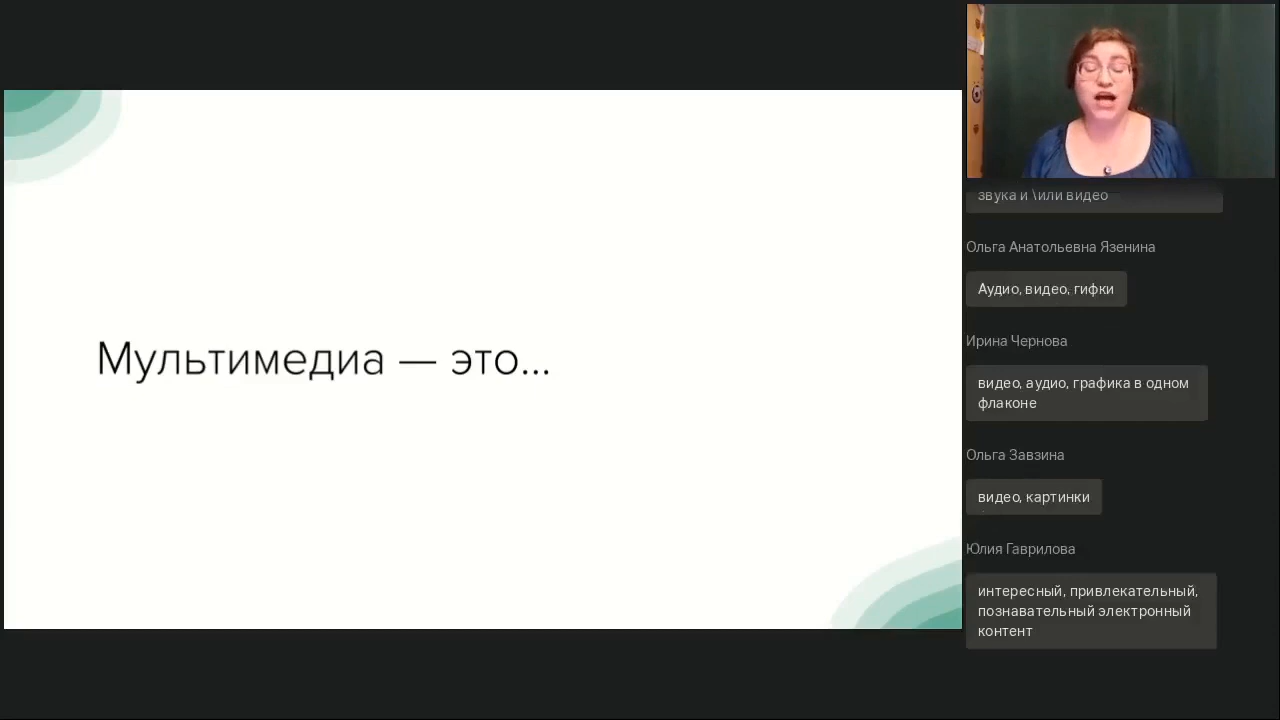 Мультимедиа — это...
звука и \или видео
Ольга Анатольевна Язенина
Аудио, видео, гифки
Ирина Чернова
видео, аудио, графика в одном
флаконе
Ольга Завзина
видео, картинки
Юлия Гаврилова
интересный, привлекательный,
познавательный электронный
контент